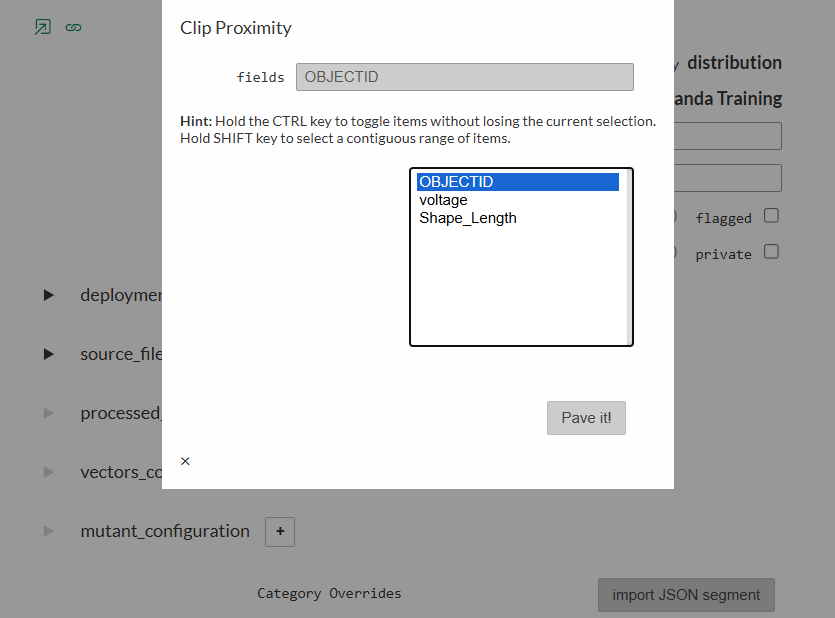 Clip Proximity
fields OBJECTID
distribution
Hint: Hold the CTRL key to toggle items without losing the current selection.
Hold SHIFT key to select a contiguous range of items.
anda Training
OBJECTID
voltage
Shape_Length
flagged
private
deploymen
source_file
processed_
vectors_co
Pave it!
×
mutant_configuration +
Category Overrides
import JSON segment